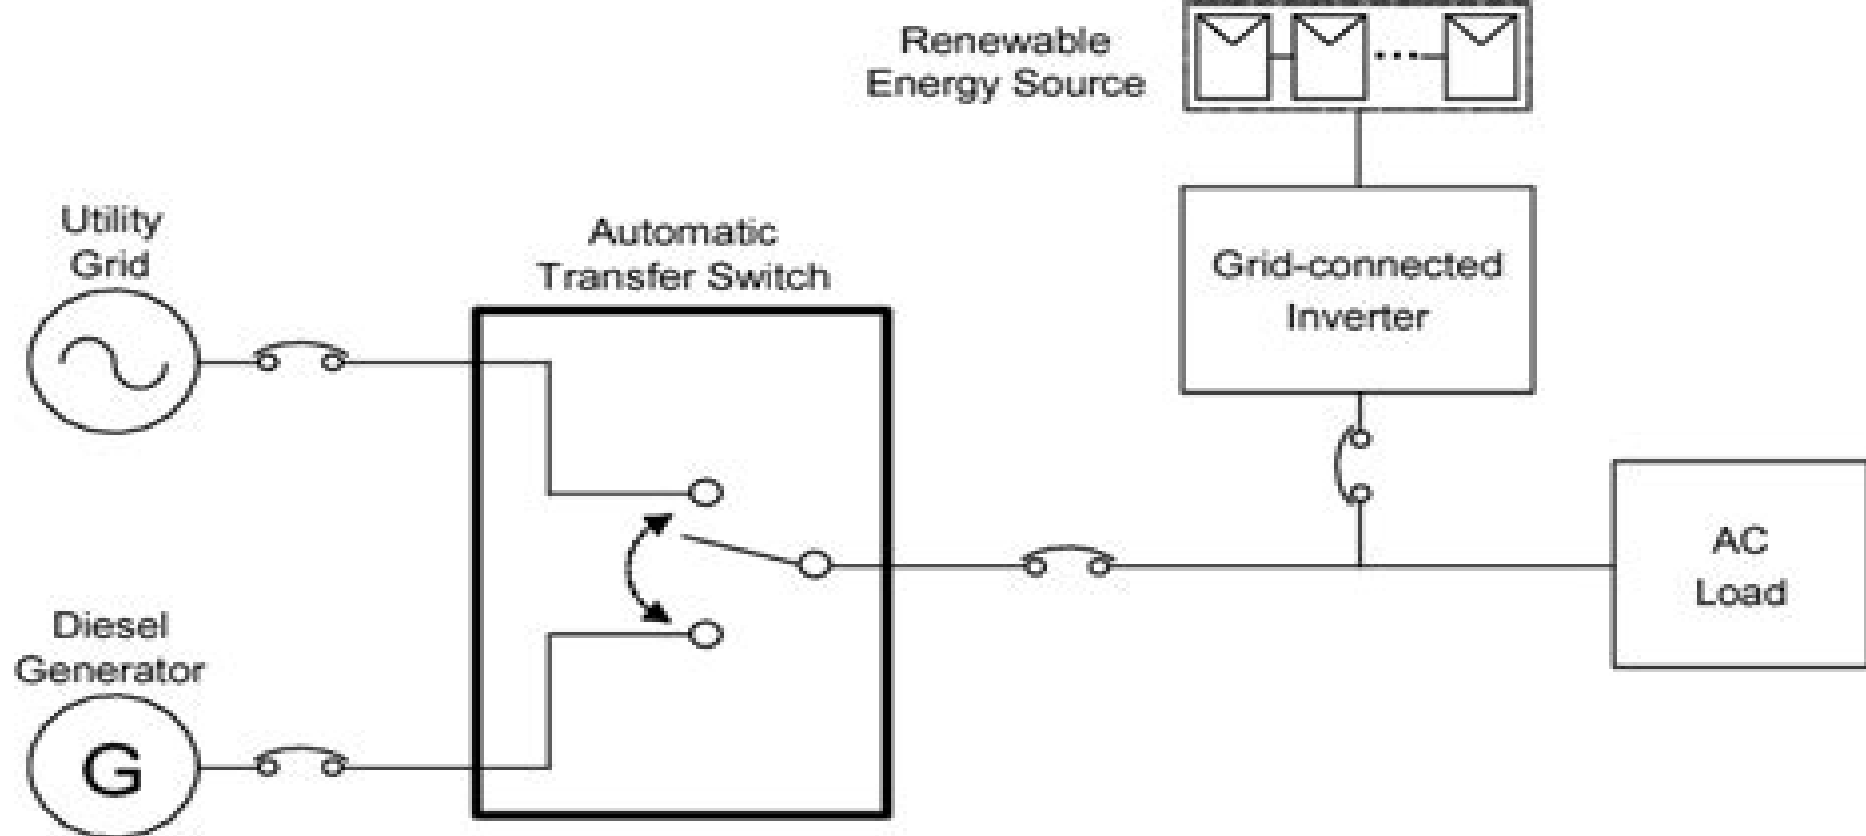 Renewable
Energy Source
Utility
Grid
Automatic
Transfer Switch
Grid-connected
Inverter
AC
Load
Diesel
Generator
G